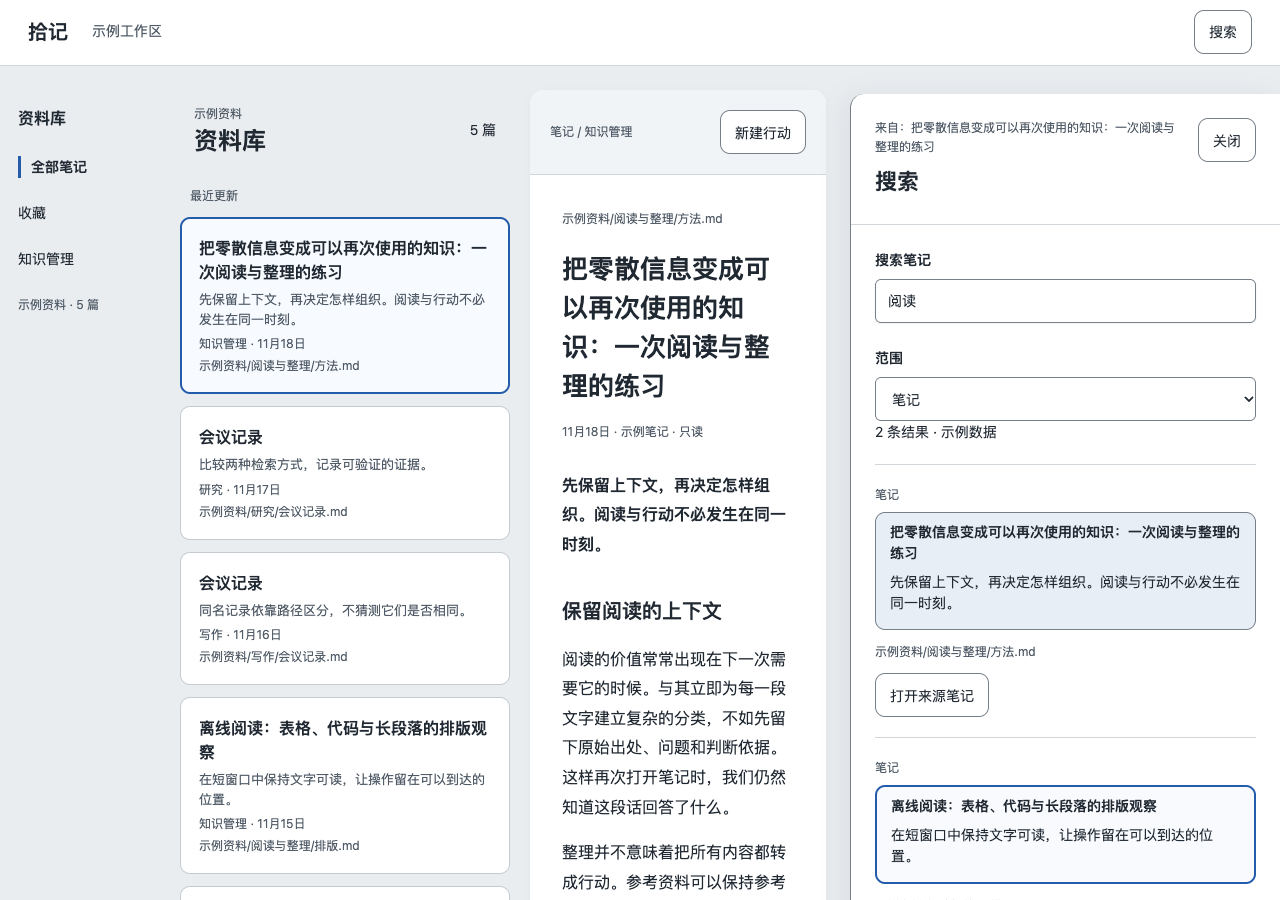 拾记
示例工作区
搜索
资料库
全部笔记
收藏
知识管理
示例资料 · 5 篇
示例资料
资料库
5 篇
最近更新
把零散信息变成可以再次使用的知识：一
次阅读与整理的练习
先保留上下文，再决定怎样组织。阅读与行动不必
发生在同一时刻。
知识管理 · 11月18日
示例资料/阅读与整理/方法.md
会议记录
比较两种检索方式，记录可验证的证据。
研究 · 11月17日
示例资料/研究/会议记录.md
会议记录
同名记录依靠路径区分，不猜测它们是否相同。
写作 · 11月16日
示例资料/写作/会议记录.md
离线阅读：表格、代码与长段落的排版观
察
在短窗口中保持文字可读，让操作留在可以到达的
位置。
知识管理 · 11月15日
示例资料/阅读与整理/排版.md
笔记 / 知识管理
新建行动
示例资料/阅读与整理/方法.md
把零散信息变成可
以再次使用的知
识：一次阅读与整
理的练习
11月18日 · 示例笔记 · 只读
先保留上下文，再决定怎样组
织。阅读与行动不必发生在同一
时刻。
保留阅读的上下文
阅读的价值常常出现在下一次需
要它的时候。与其立即为每一段
文字建立复杂的分类，不如先留
下原始出处、问题和判断依据。
这样再次打开笔记时，我们仍然
知道这段话回答了什么。
整理并不意味着把所有内容都转
成行动。参考资料可以保持参考
来自：把零散信息变成可以再次使用的知识：一次阅读与
整理的练习
关闭
搜索
搜索笔记
阅读
范围
笔记
2 条结果 · 示例数据
笔记
把零散信息变成可以再次使用的知识：一次阅读与整理的
练习
先保留上下文，再决定怎样组织。阅读与行动不必发生在
同一时刻。
示例资料/阅读与整理/方法.md
打开来源笔记
笔记
离线阅读：表格、代码与长段落的排版观察
在短窗口中保持文字可读，让操作留在可以到达的位
置。